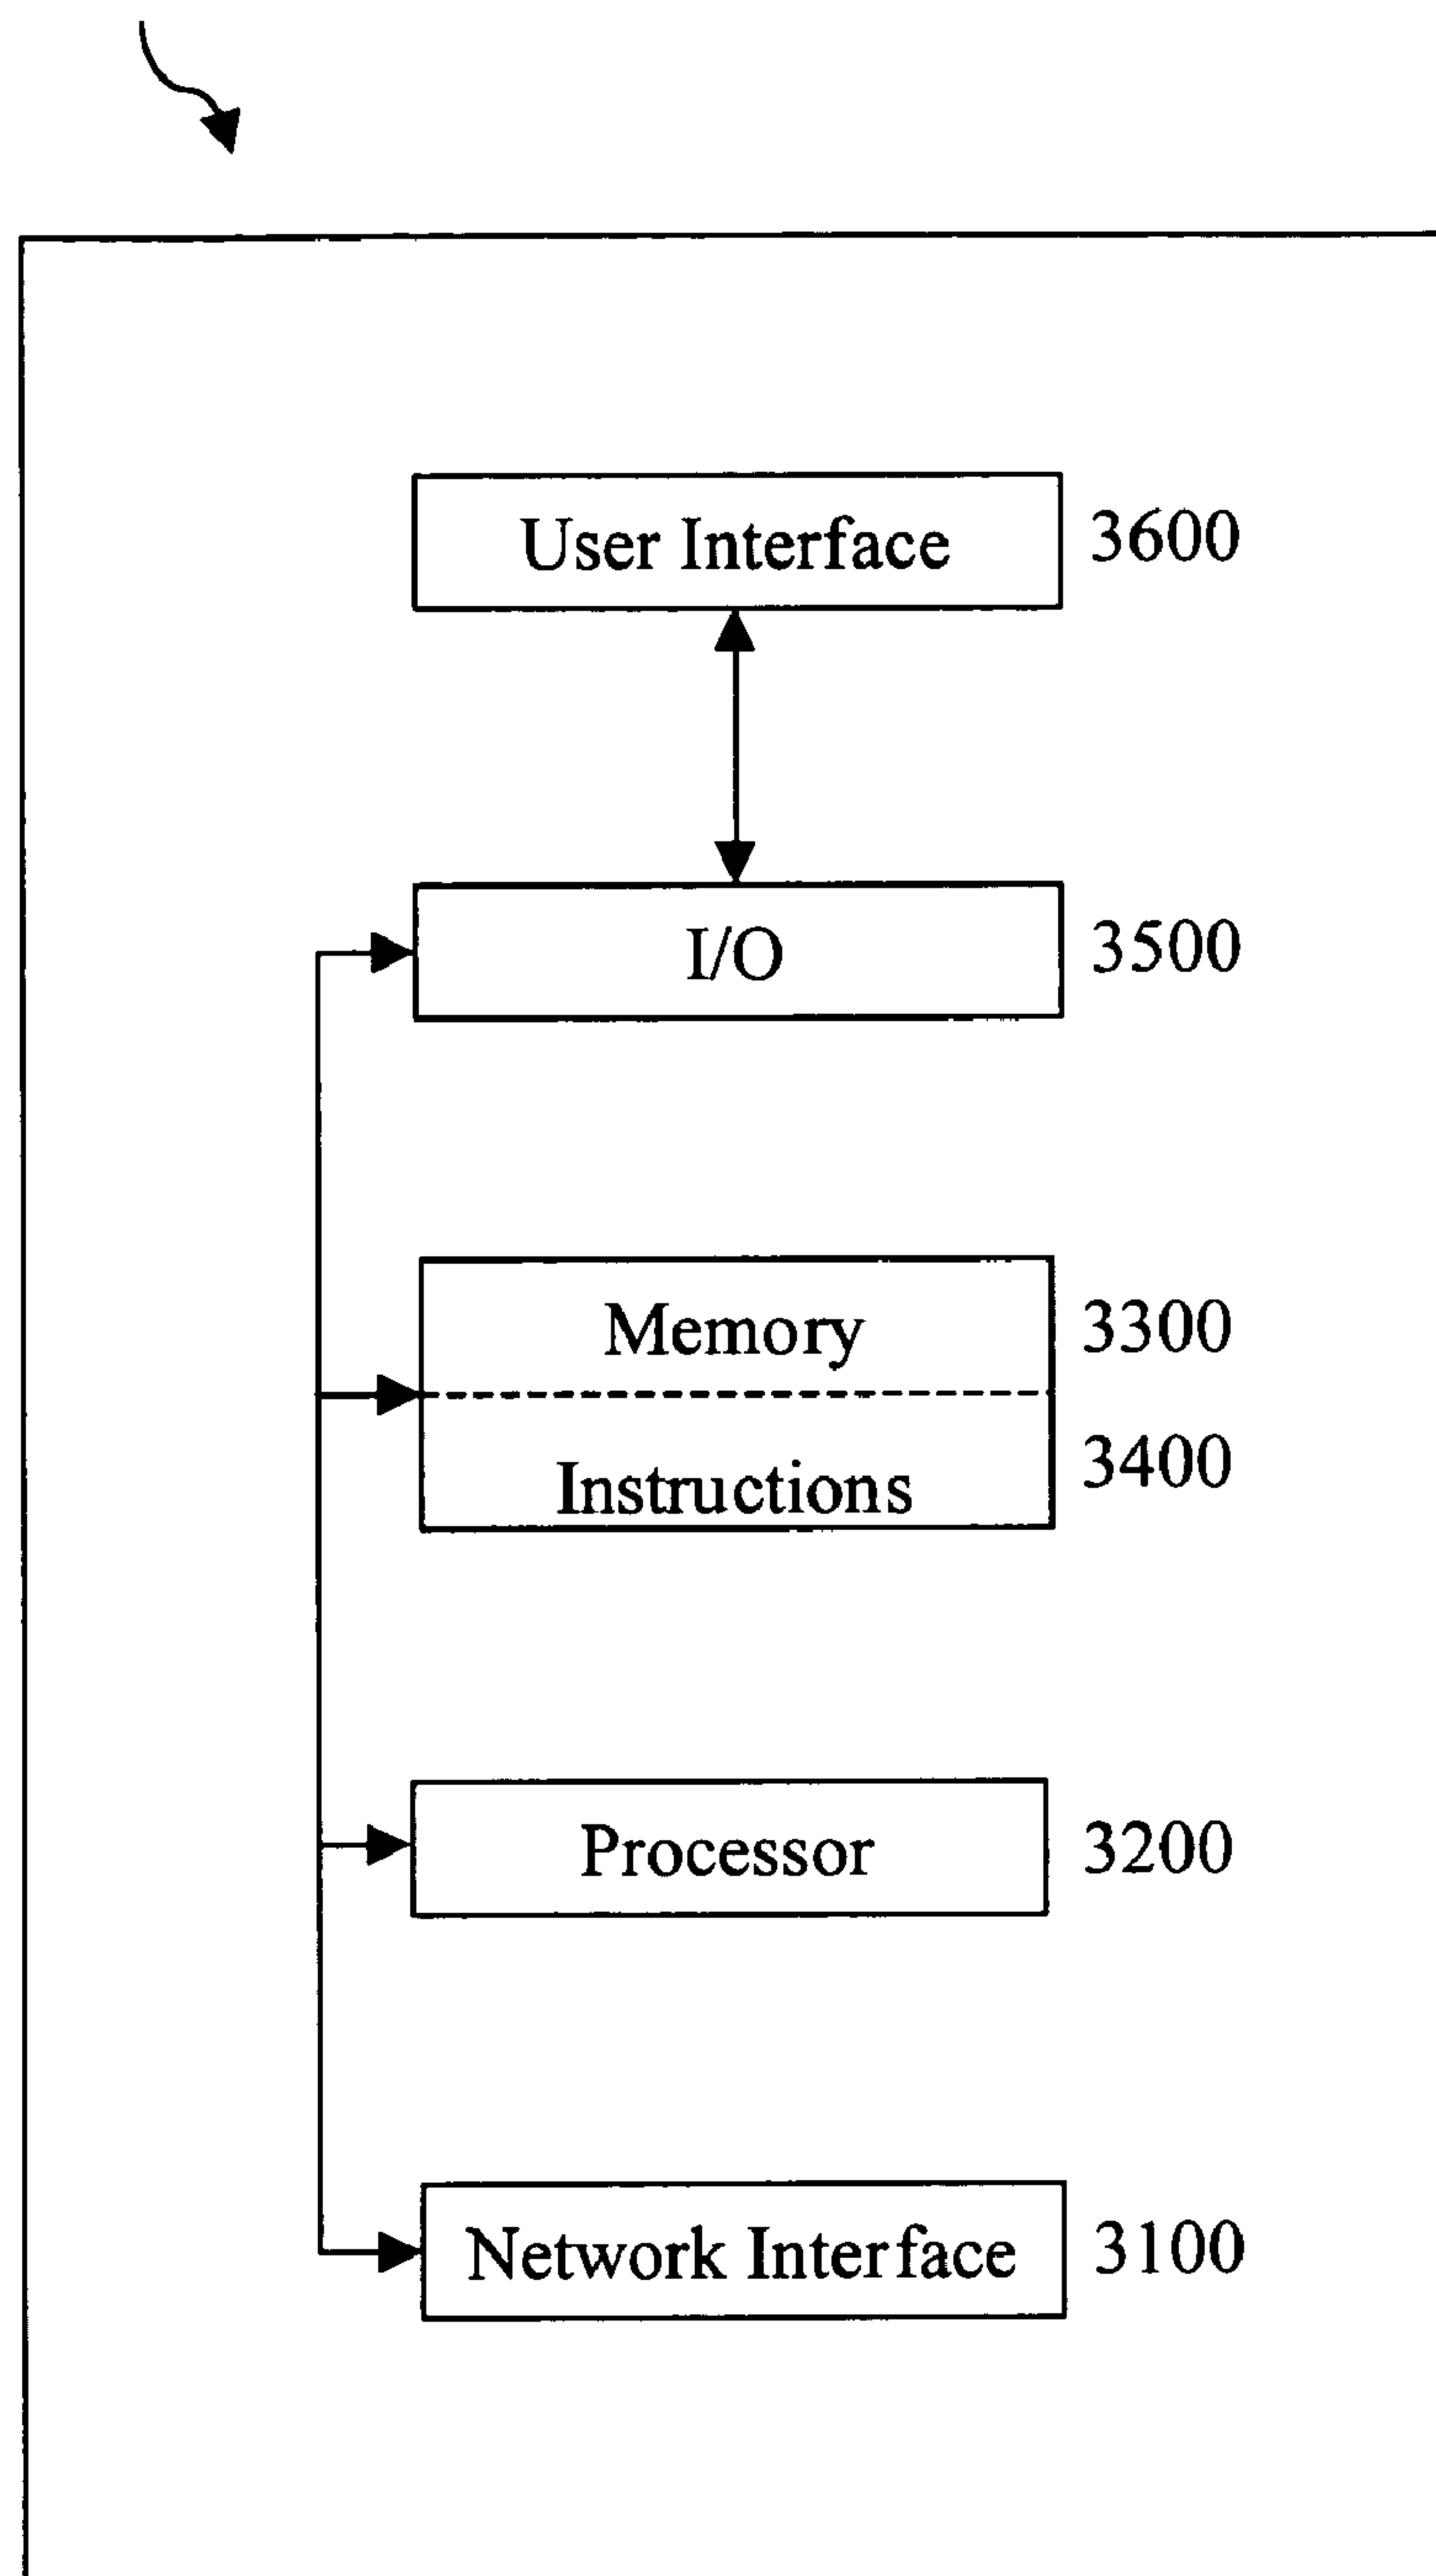 User Interface 3600
I/O 3500
Memory 3300
Instructions 3400
Processor 3200
Network Interface 3100